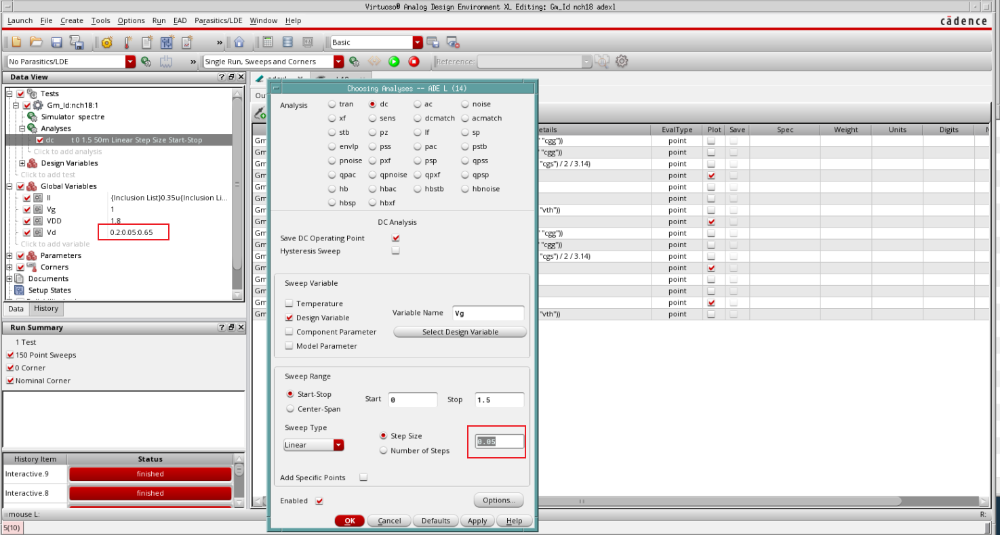 Virtuoso® Analog Design Environment XL Editing: Gm_Id nch18 adexl
Launch File Create Tools Options Run EAD Parasitics/LDE Window Help
cādence
» Basic
No Parasitics/LDE » Single Run, Sweeps and Corners Reference:
Data View
Tests
Gm_Id:nch18:1
Simulator spectre
Analyses
dc t 0 1.5 50m Linear Step Size Start-Stop
Click to add analysis
Design Variables
Click to add test
Global Variables
ll {Inclusion List}0.35u{Inclusion Li...
Vg 1
VDD 1.8
Vd 0.2:0.05:0.65
Click to add variable
Parameters
Corners
Documents
Setup States
Data History
Run Summary
1 Test
150 Point Sweeps
0 Corner
Nominal Corner
History Item Status
Interactive.9 finished
Interactive.8 finished
mouse L: R:
5(10)
Choosing Analyses -- ADE L (14)
Analysis tran dc ac noise
xf sens dcmatch acmatch
stb pz lf sp
envlp pss pac pstb
pnoise pxf psp qpss
qpac qpnoise qpxf qpsp
hb hbac hbstb hbnoise
hbsp hbxf
DC Analysis
Save DC Operating Point
Hysteresis Sweep
Sweep Variable
Temperature
Design Variable Variable Name Vg
Component Parameter Select Design Variable
Model Parameter
Sweep Range
Start-Stop Start 0 Stop 1.5
Center-Span
Sweep Type
Linear Step Size 0.05
Number of Steps
Add Specific Points
Enabled Options...
OK Cancel Defaults Apply Help
Ou
etails EvalType Plot Save Spec Weight Units Digits
Gm " "cgg")) point
Gm " "cgg")) point
Gm "cgs") / 2 / 3.14) point
Gm point
Gm point
Gm point
Gm "vth")) point
Gm point
Gm " "cgg")) point
Gm " "cgg")) point
Gm "cgs") / 2 / 3.14) point
Gm point
Gm point
Gm point
Gm point
Gm "vth")) point